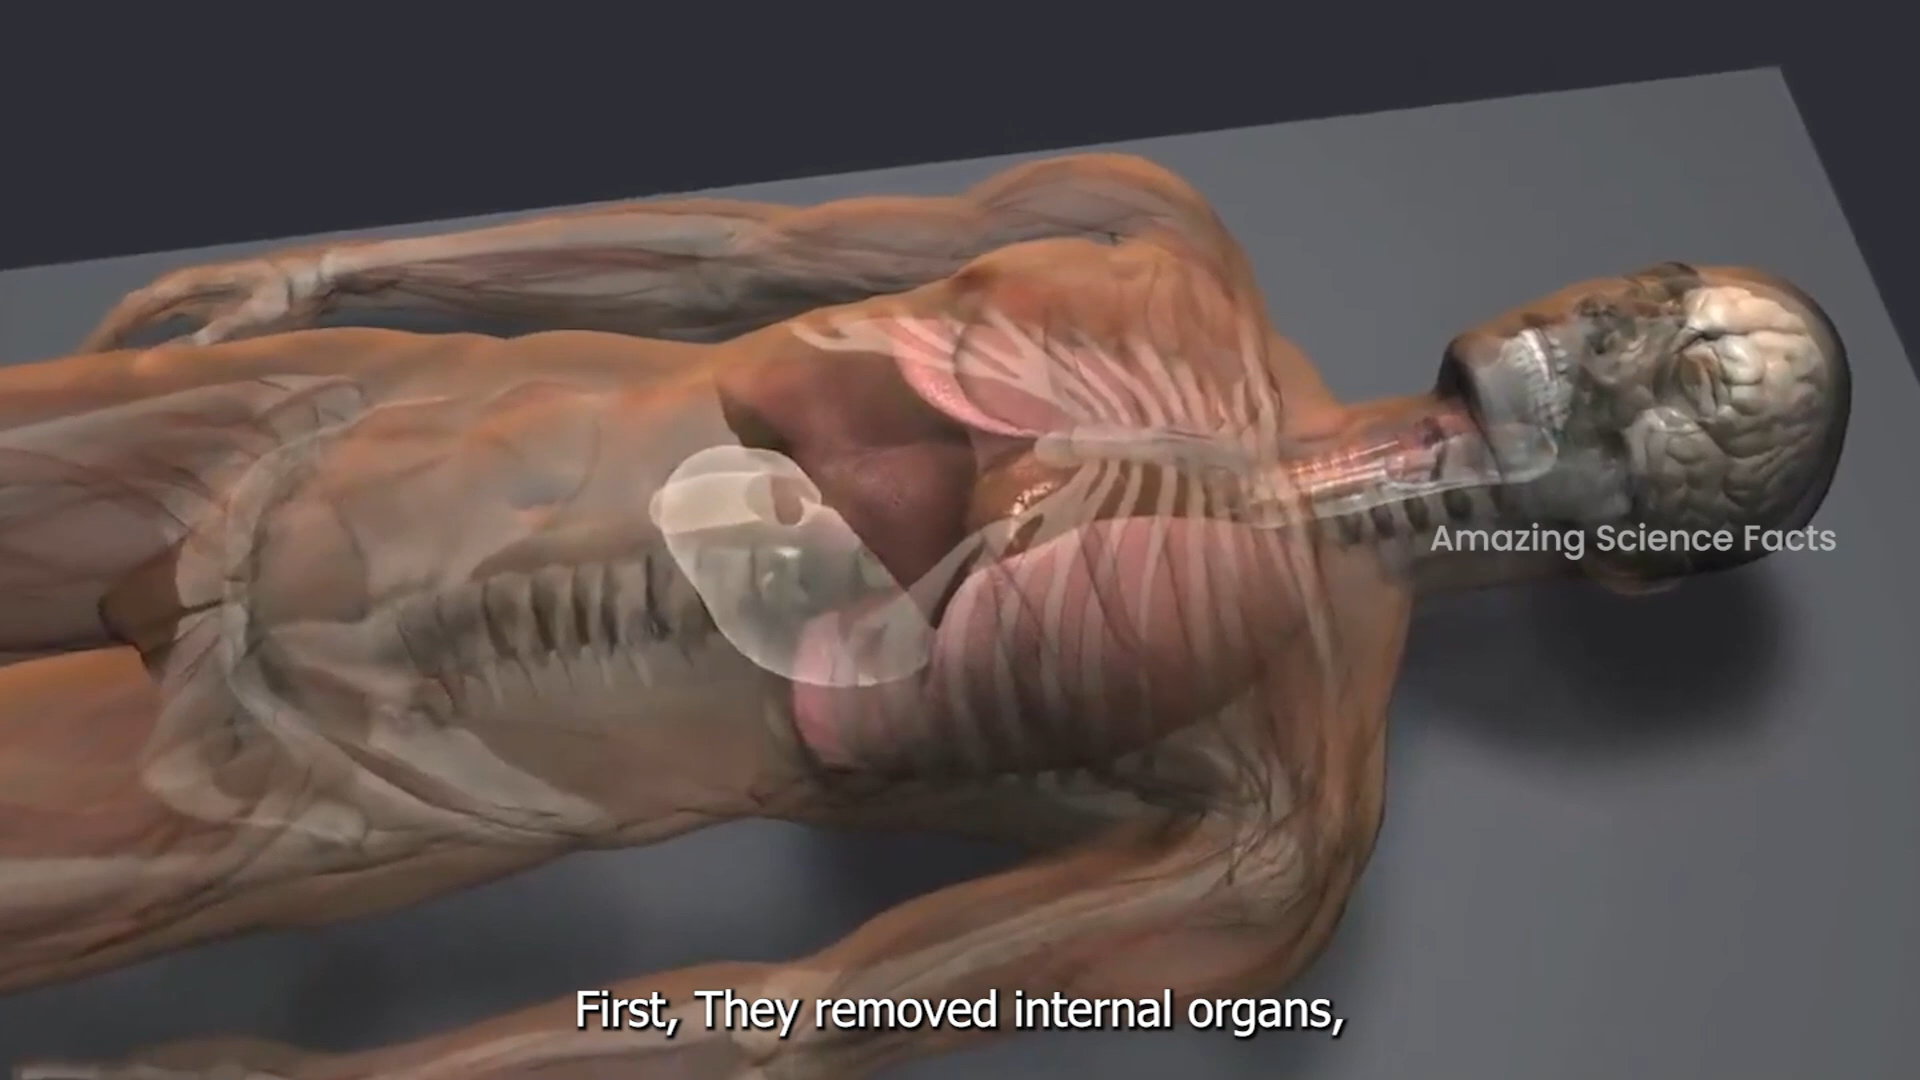 Amazing Science Facts
First, They removed internal organs,